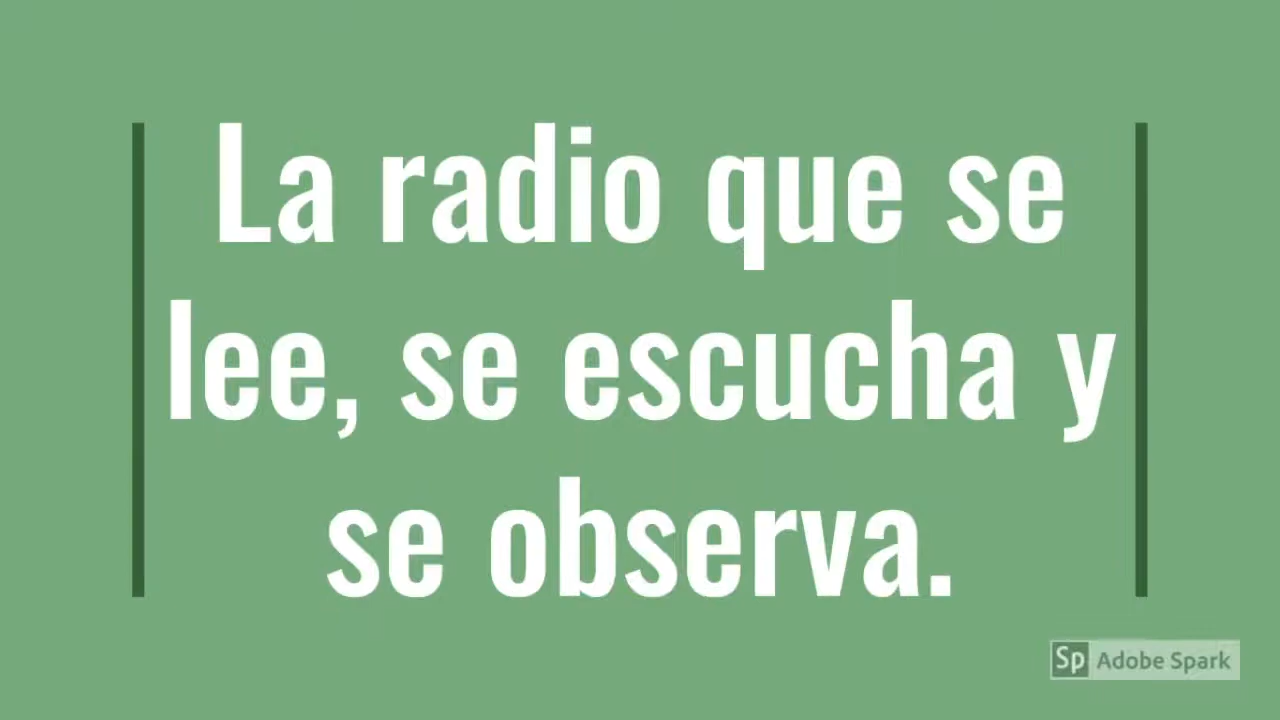 La radio que se
lee, se escucha y
se observa.
Sp Adobe Spark